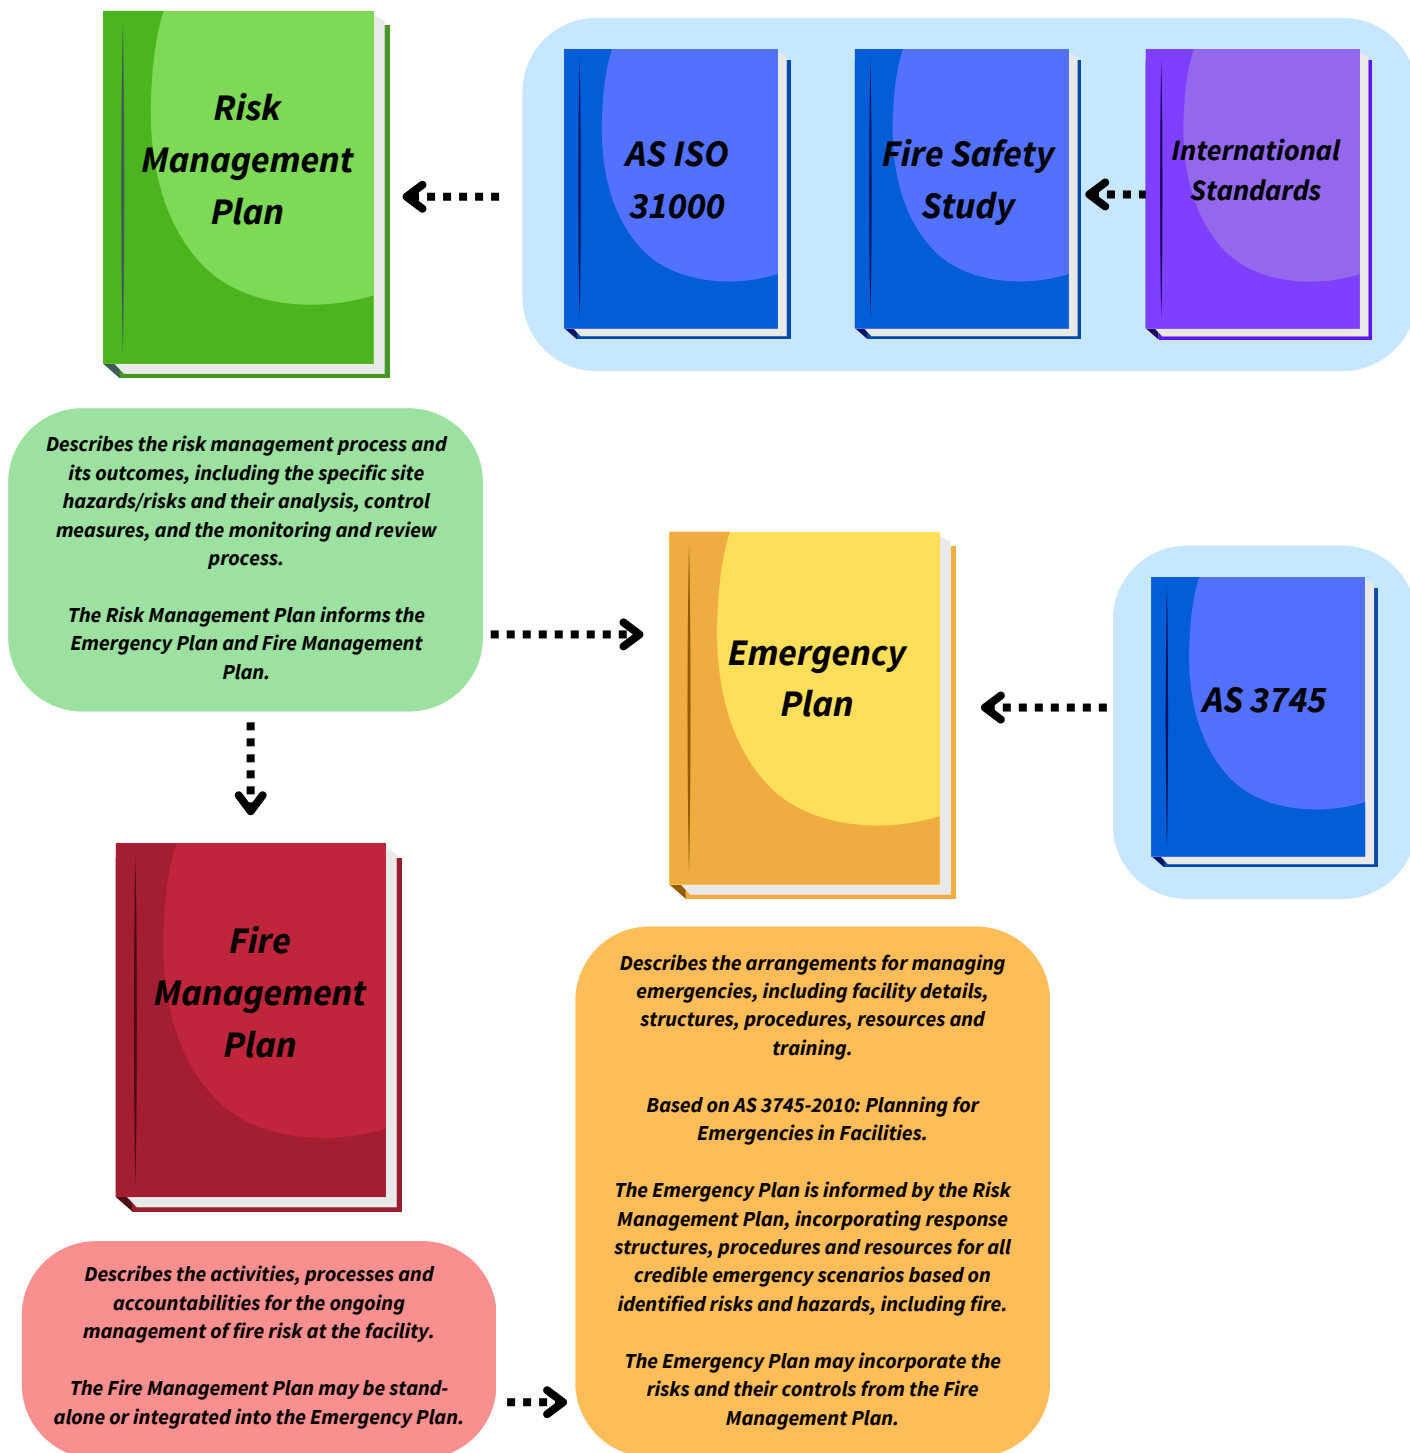 Risk
Management
Plan
AS ISO
31000
Fire Safety
Study
International
Standards
Describes the risk management process and
its outcomes, including the specific site
hazards/risks and their analysis, control
measures, and the monitoring and review
process.
The Risk Management Plan informs the
Emergency Plan and Fire Management
Plan.
Emergency
Plan
AS 3745
Fire
Management
Plan
Describes the arrangements for managing
emergencies, including facility details,
structures, procedures, resources and
training.
Based on AS 3745-2010: Planning for
Emergencies in Facilities.
The Emergency Plan is informed by the Risk
Management Plan, incorporating response
structures, procedures and resources for all
credible emergency scenarios based on
identified risks and hazards, including fire.
The Emergency Plan may incorporate the
risks and their controls from the Fire
Management Plan.
Describes the activities, processes and
accountabilities for the ongoing
management of fire risk at the facility.
The Fire Management Plan may be stand-
alone or integrated into the Emergency Plan.